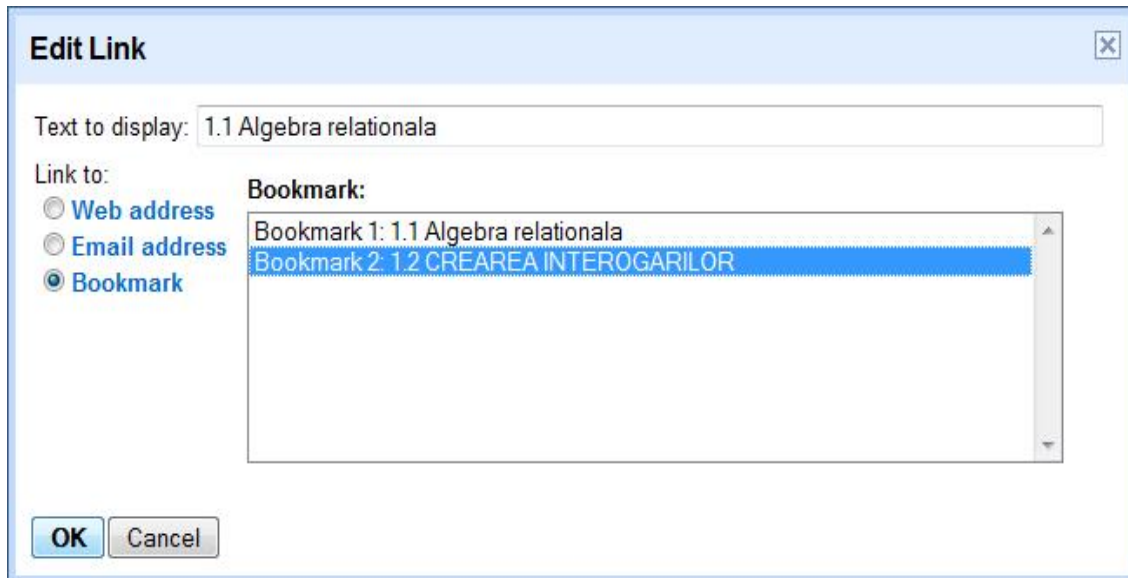 Edit Link
Text to display: 1.1 Algebra relationala
Link to:
Web address
Email address
Bookmark
Bookmark:
Bookmark 1: 1.1 Algebra relationala
Bookmark 2: 1.2 CREAREA INTEROGARILOR
OK Cancel